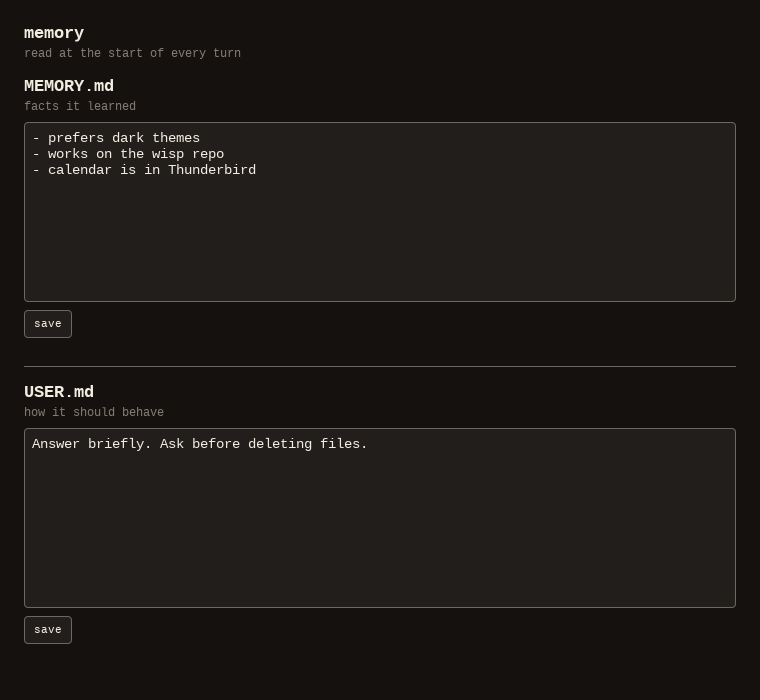 memory
read at the start of every turn
MEMORY.md
facts it learned
- prefers dark themes
- works on the wisp repo
- calendar is in Thunderbird
save
USER.md
how it should behave
Answer briefly. Ask before deleting files.
save